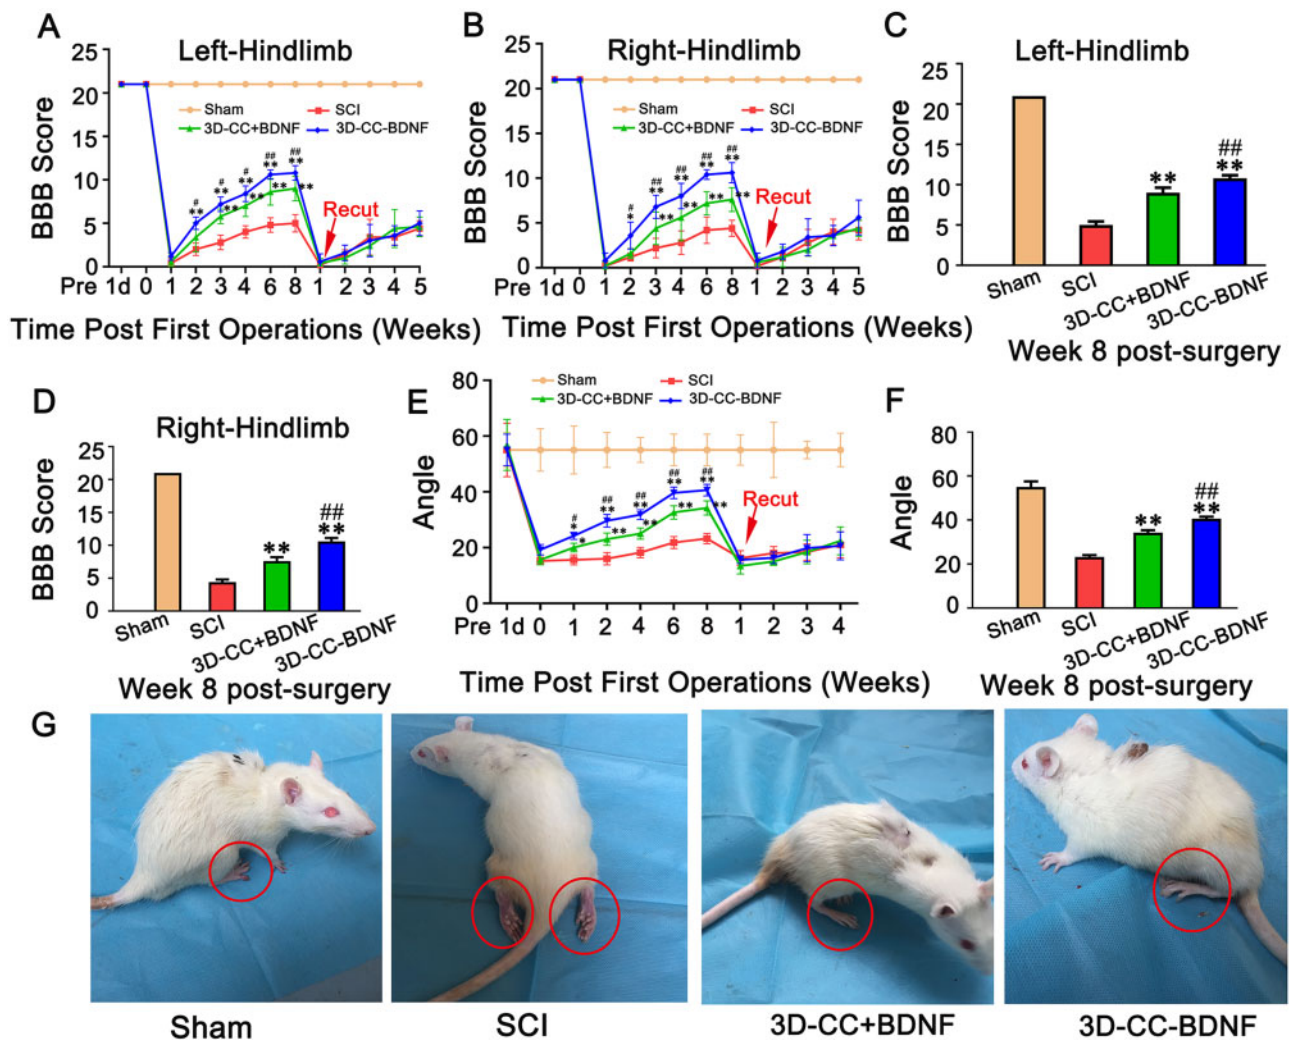 A
Left-Hindlimb
BBB Score
25
20
15
10
5
0
Sham
SCI
3D-CC+BDNF
3D-CC-BDNF
#
**
#
**
**
#
**
**
##
**
**
##
**
**
Recut
Pre 1d 0 1 2 3 4 6 8 1 2 3 4 5
Time Post First Operations (Weeks)
B
Right-Hindlimb
BBB Score
25
20
15
10
5
0
Sham
SCI
3D-CC+BDNF
3D-CC-BDNF
#
*
##
**
**
##
**
**
##
**
**
##
**
**
Recut
Pre 1d 0 1 2 3 4 6 8 1 2 3 4 5
Time Post First Operations (Weeks)
C
Left-Hindlimb
BBB Score
25
20
15
10
5
0
**
##
**
Sham
SCI
3D-CC+BDNF
3D-CC-BDNF
Week 8 post-surgery
D
Right-Hindlimb
BBB Score
25
20
15
10
5
0
**
##
**
Sham
SCI
3D-CC+BDNF
3D-CC-BDNF
Week 8 post-surgery
E
Angle
80
60
40
20
0
Sham
SCI
3D-CC+BDNF
3D-CC-BDNF
#
*
*
##
**
**
##
**
**
##
**
**
##
**
**
Recut
Pre 1d 0 1 2 4 6 8 1 2 3 4
Time Post First Operations (Weeks)
F
Angle
80
60
40
20
0
**
##
**
Sham
SCI
3D-CC+BDNF
3D-CC-BDNF
Week 8 post-surgery
G
Sham
SCI
3D-CC+BDNF
3D-CC-BDNF